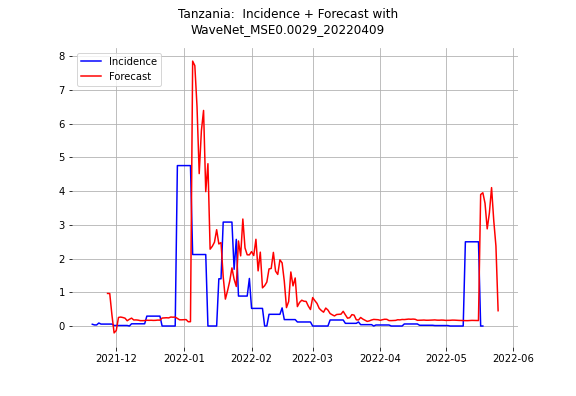 Tanzania:  Incidence + Forecast with
WaveNet_MSE0.0029_20220409
Incidence
Forecast
8
7
6
5
4
3
2
1
0
2021-12 2022-01 2022-02 2022-03 2022-04 2022-05 2022-06